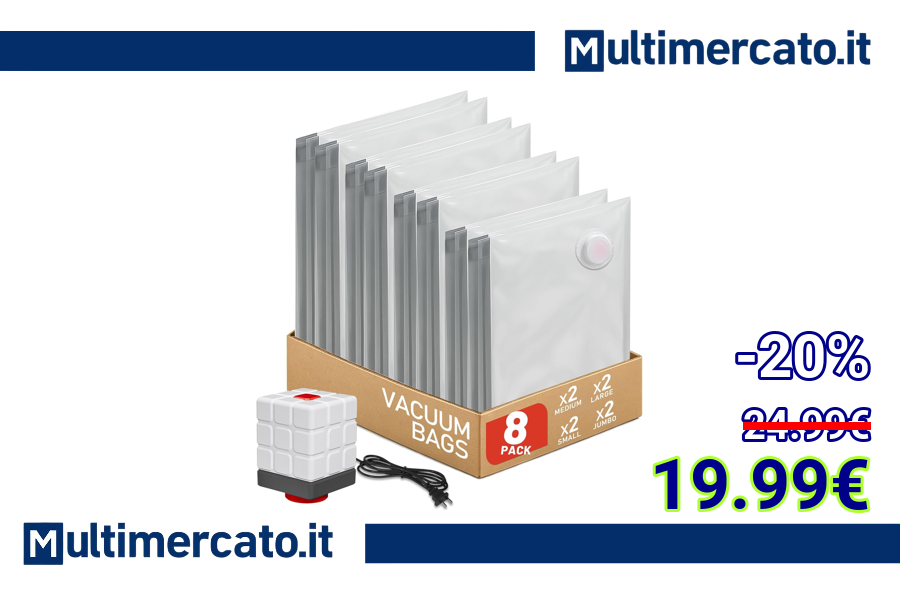 Multimercato.it
VACUUM
BAGS
8
PACK
x2
MEDIUM
x2
LARGE
x2
SMALL
x2
JUMBO
-20%
24.99€
19.99€
Multimercato.it